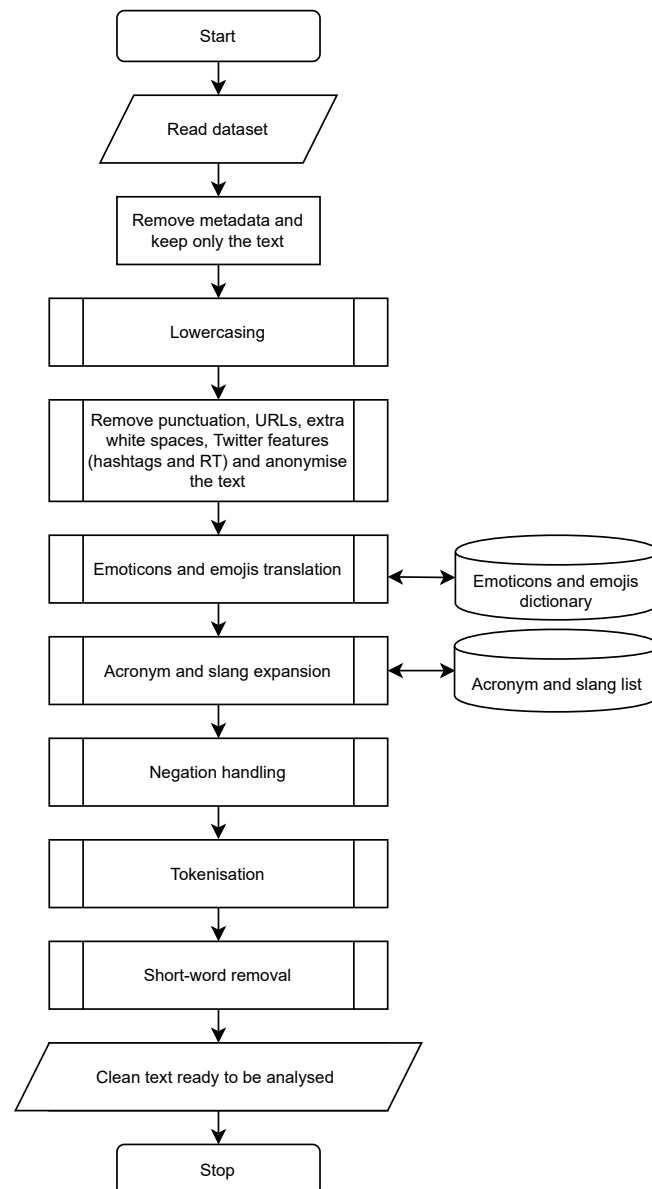 Start
Read dataset
Remove metadata and
keep only the text
Lowercasing
Remove punctuation, URLs, extra
white spaces, Twitter features
(hashtags and RT) and anonymise
the text
Emoticons and emojis translation
Emoticons and emojis
dictionary
Acronym and slang expansion
Acronym and slang list
Negation handling
Tokenisation
Short-word removal
Clean text ready to be analysed
Stop